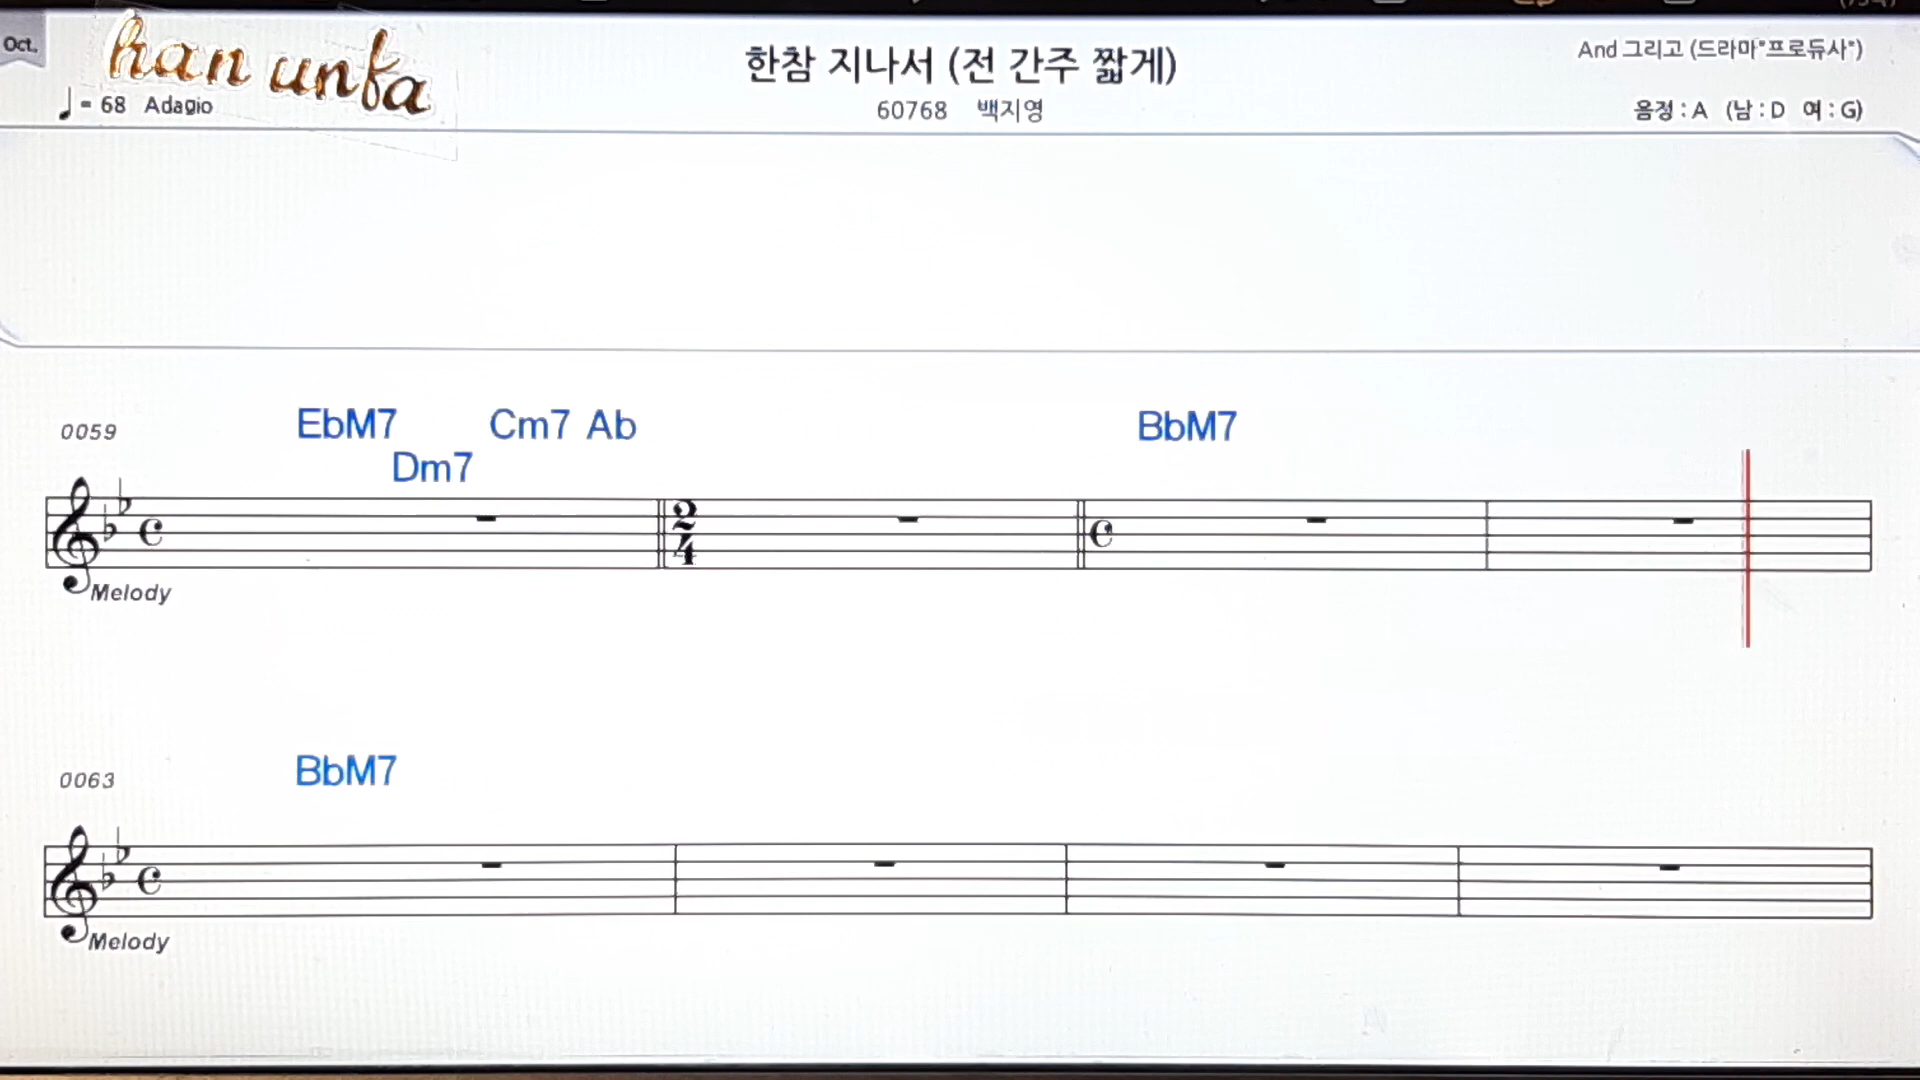 Oct.
han unfa
한참 지나서 (전 간주 짧게)
And 그리고 (드라마"프로듀사")
♩ = 68 Adagio
60768 백지영
음정 : A (남 : D 여 : G)
0059 EbM7 Dm7 Cm7 Ab BbM7
2
4
Melody
0063 BbM7
Melody